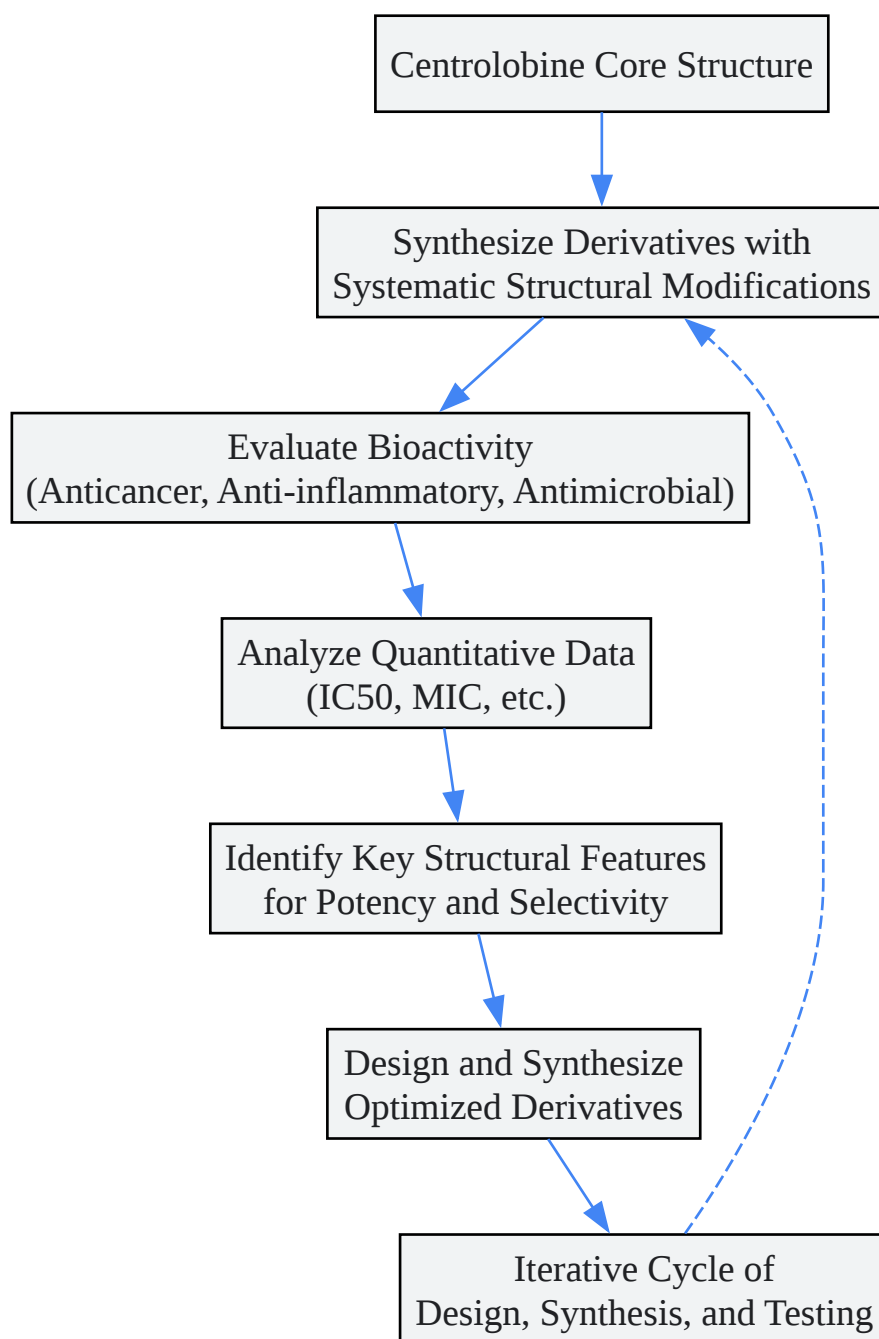 Centrolobine Core Structure
Synthesize Derivatives with
Systematic Structural Modifications
Evaluate Bioactivity
(Anticancer, Anti-inflammatory, Antimicrobial)
Analyze Quantitative Data
(IC50, MIC, etc.)
Identify Key Structural Features
for Potency and Selectivity
Design and Synthesize
Optimized Derivatives
Iterative Cycle of
Design, Synthesis, and Testing